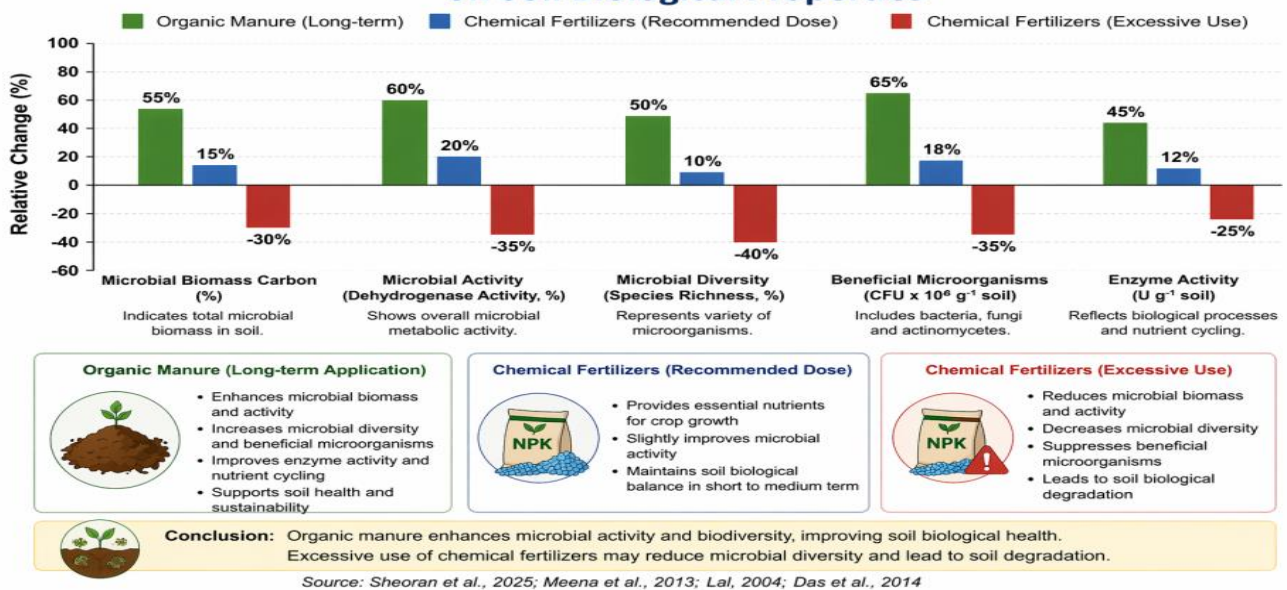 Organic Manure (Long-term)
Chemical Fertilizers (Recommended Dose)
Chemical Fertilizers (Excessive Use)
Relative Change (%)
100
80
60
40
20
0
-20
-40
-60
55%
15%
-30%
60%
20%
-35%
50%
10%
-40%
65%
18%
-35%
45%
12%
-25%
Microbial Biomass Carbon
(%)
Indicates total microbial
biomass in soil.
Microbial Activity
(Dehydrogenase Activity, %)
Shows overall microbial
metabolic activity.
Microbial Diversity
(Species Richness, %)
Represents variety of
microorganisms.
Beneficial Microorganisms
(CFU x 10⁶ g⁻¹ soil)
Includes bacteria, fungi
and actinomycetes.
Enzyme Activity
(U g⁻¹ soil)
Reflects biological processes
and nutrient cycling.
Organic Manure (Long-term Application)
• Enhances microbial biomass
and activity
• Increases microbial diversity
and beneficial microorganisms
• Improves enzyme activity and
nutrient cycling
• Supports soil health and
sustainability
Chemical Fertilizers (Recommended Dose)
NPK
• Provides essential nutrients
for crop growth
• Slightly improves microbial
activity
• Maintains soil biological
balance in short to medium term
Chemical Fertilizers (Excessive Use)
NPK
!
• Reduces microbial biomass
and activity
• Decreases microbial diversity
• Suppresses beneficial
microorganisms
• Leads to soil biological
degradation
Conclusion: Organic manure enhances microbial activity and biodiversity, improving soil biological health.
Excessive use of chemical fertilizers may reduce microbial diversity and lead to soil degradation.
Source: Sheoran et al., 2025; Meena et al., 2013; Lal, 2004; Das et al., 2014